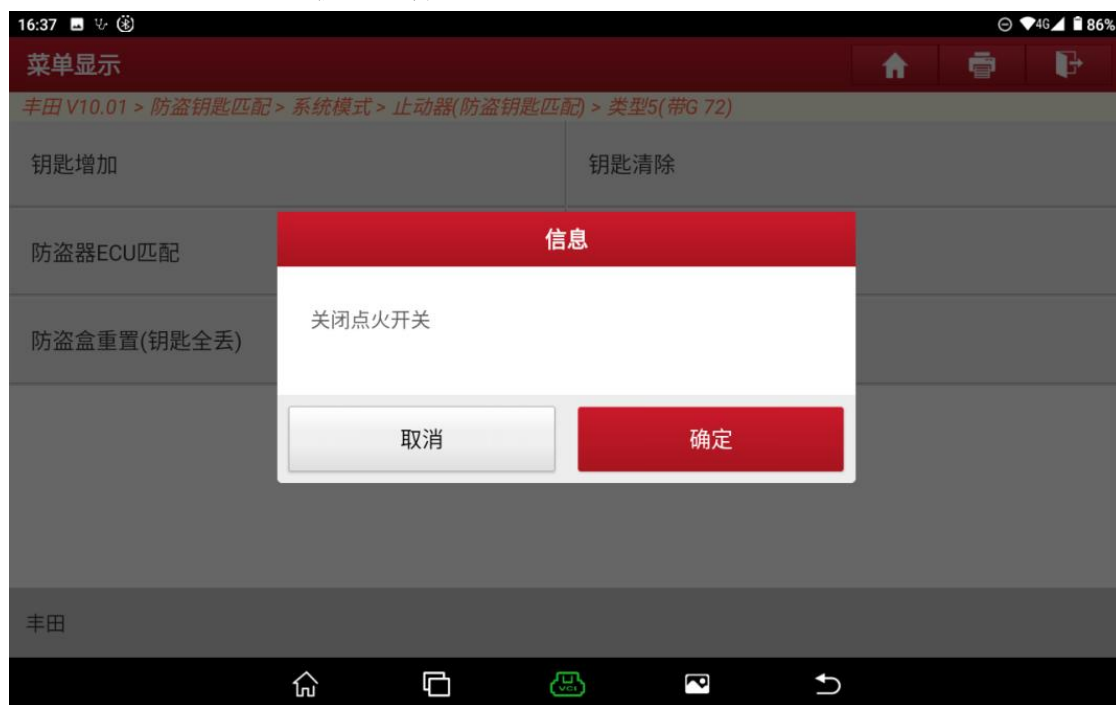 16:37
4G 86%
菜单显示
丰田 V10.01 > 防盗钥匙匹配 > 系统模式 > 止动器(防盗钥匙匹配) > 类型5(带G 72)
钥匙增加
钥匙清除
防盗器ECU匹配
信息
关闭点火开关
防盗盒重置(钥匙全丢)
取消
确定
丰田
VCI